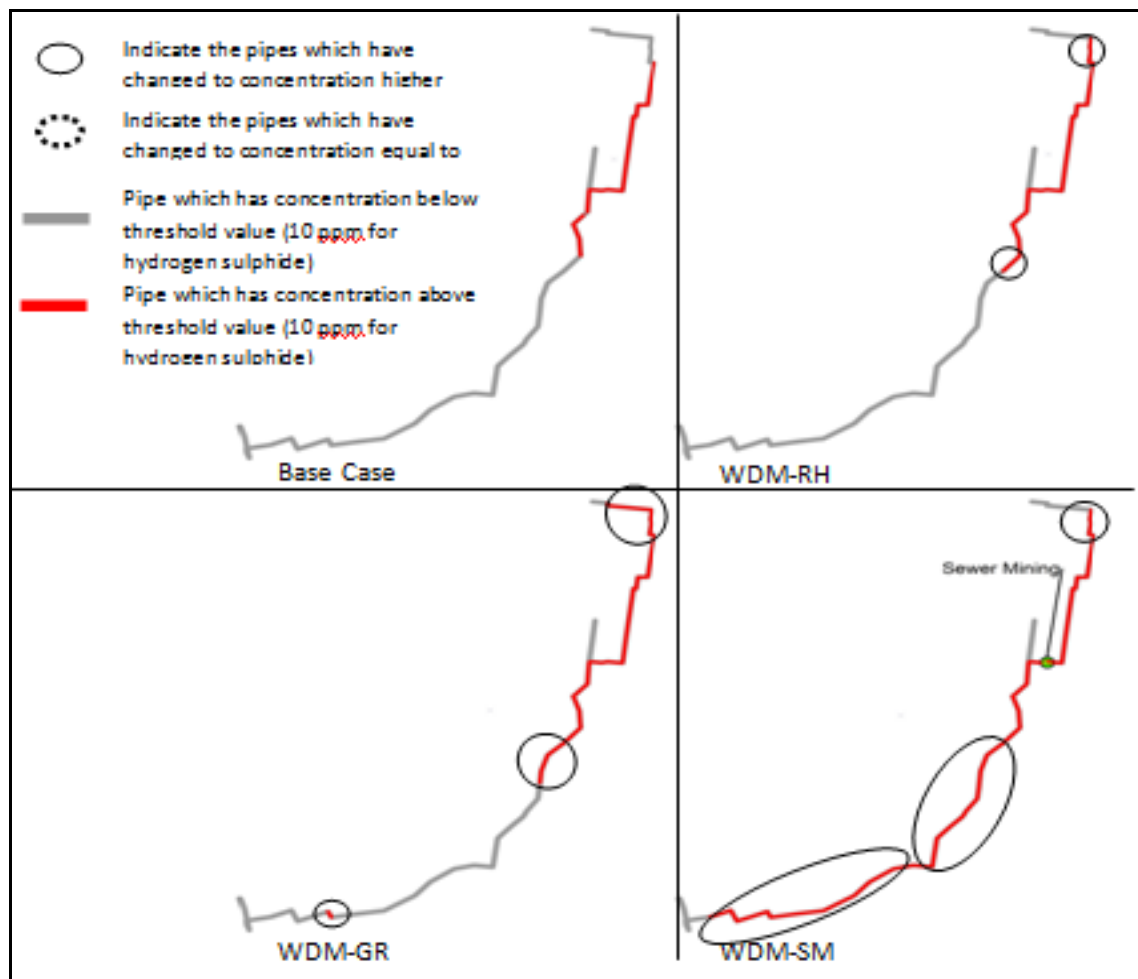 Indicate the pipes which have
changed to concentration higher
Indicate the pipes which have
changed to concentration equal to
Pipe which has concentration below
threshold value (10 ppm for
hydrogen sulphide)
Pipe which has concentration above
threshold value (10 ppm for
hydrogen sulphide)
Base Case
WDM-RH
Sewer Mining
WDM-GR
WDM-SM